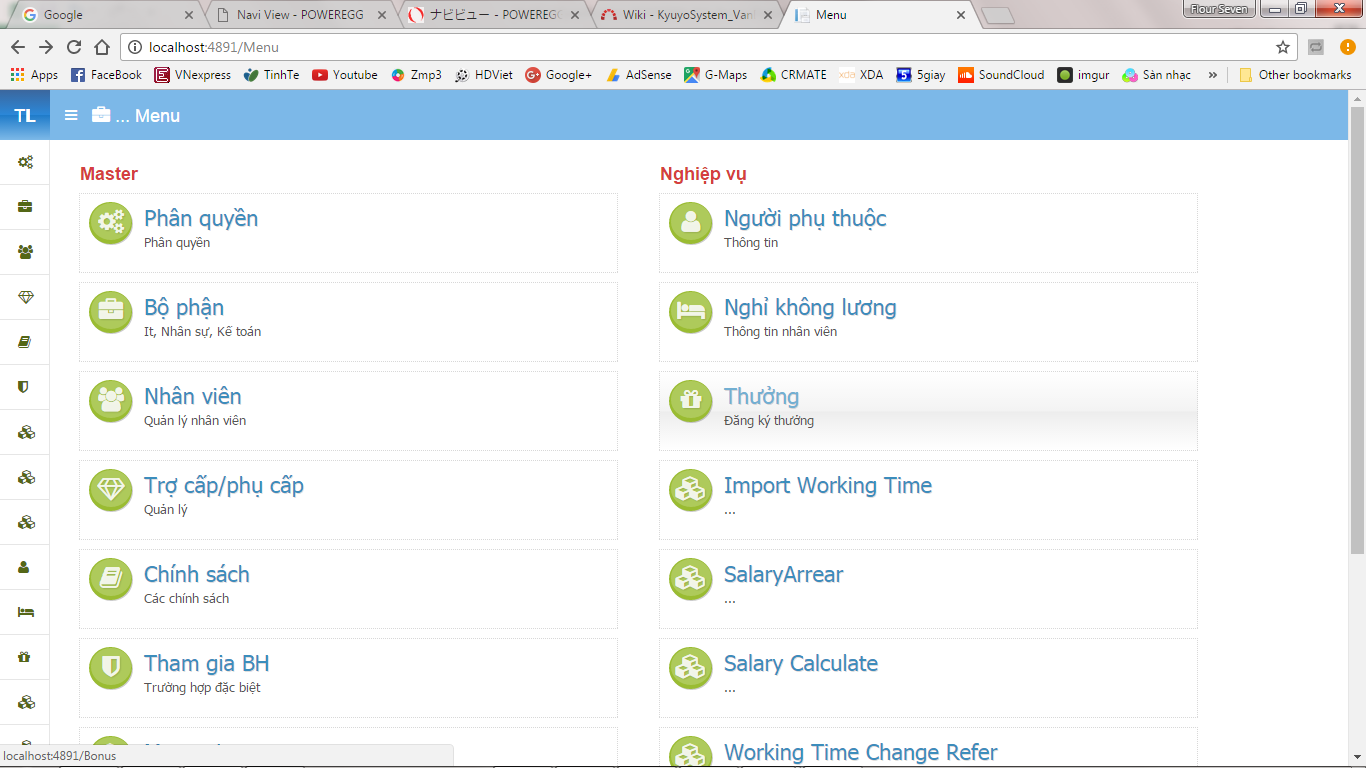 Google
Navi View - POWEREGG
ナビビュー - POWEREGG
Wiki - KyuyoSystem_Van
Menu
Flour Seven
localhost:4891/Menu
Apps
FaceBook
VNexpress
TinhTe
Youtube
Zmp3
HDViet
Google+
AdSense
G-Maps
CRMATE
XDA
5giay
SoundCloud
imgur
Sàn nhạc
»
Other bookmarks
TL
... Menu
Master
Phân quyền
Phân quyền
Bộ phận
It, Nhân sự, Kế toán
Nhân viên
Quản lý nhân viên
Trợ cấp/phụ cấp
Quản lý
Chính sách
Các chính sách
Tham gia BH
Trường hợp đặc biệt
Nghiệp vụ
Người phụ thuộc
Thông tin
Nghỉ không lương
Thông tin nhân viên
Thưởng
Đăng ký thưởng
Import Working Time
...
SalaryArrear
...
Salary Calculate
...
Working Time Change Refer
localhost:4891/Bonus